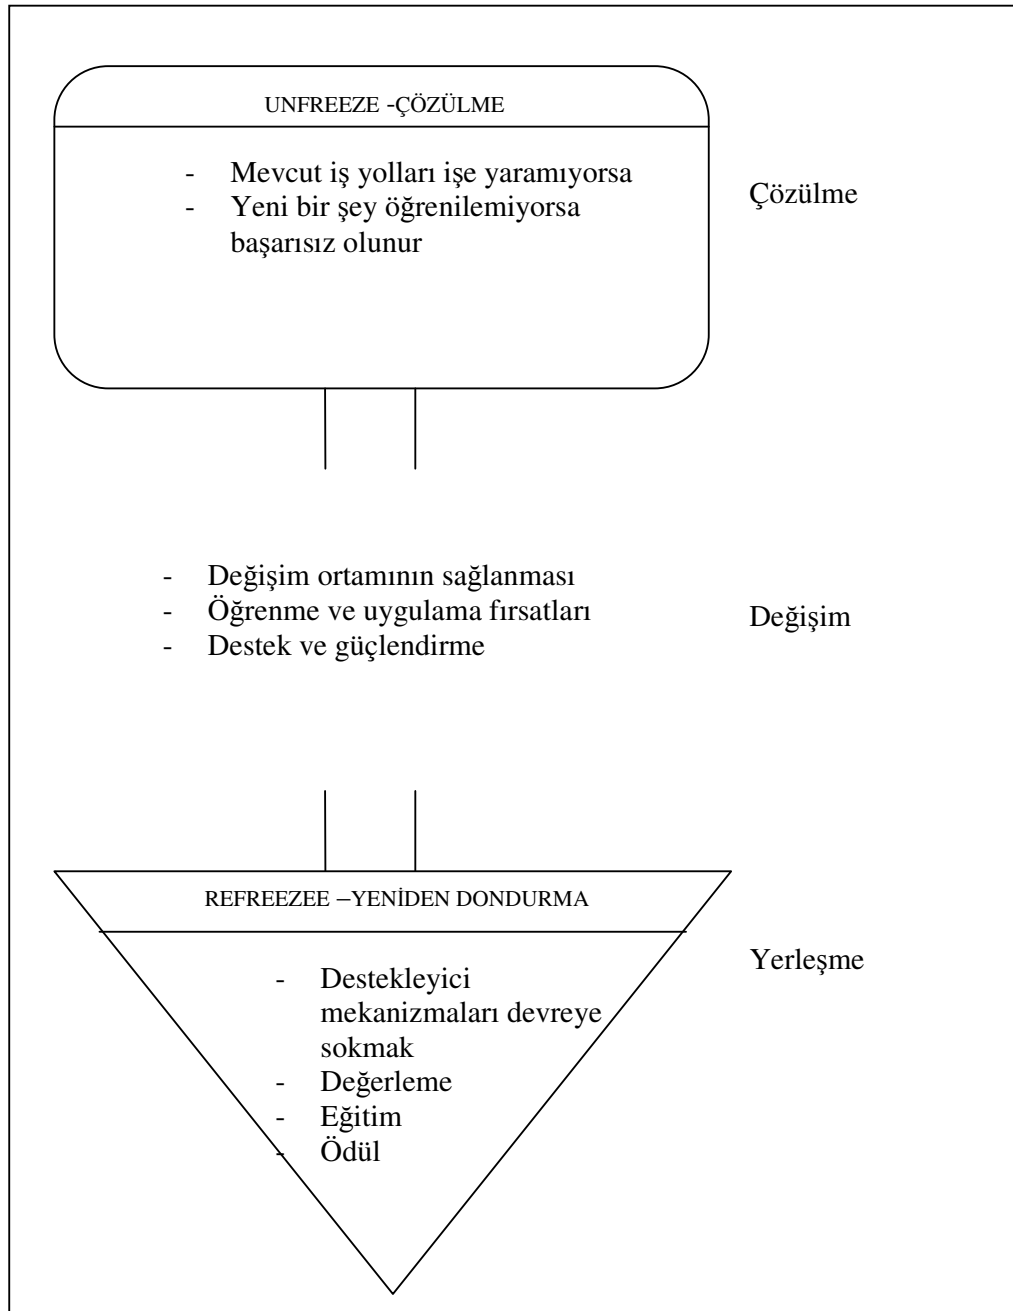 UNFREEZE -ÇÖZÜLME
- Mevcut iş yolları işe yaramıyorsa
- Yeni bir şey öğrenilemiyorsa
başarısız olunur
Çözülme
- Değişim ortamının sağlanması
- Öğrenme ve uygulama fırsatları
- Destek ve güçlendirme
Değişim
REFREEZEE –YENİDEN DONDURMA
Yerleşme
- Destekleyici
mekanizmaları devreye
sokmak
- Değerleme
- Eğitim
- Ödül